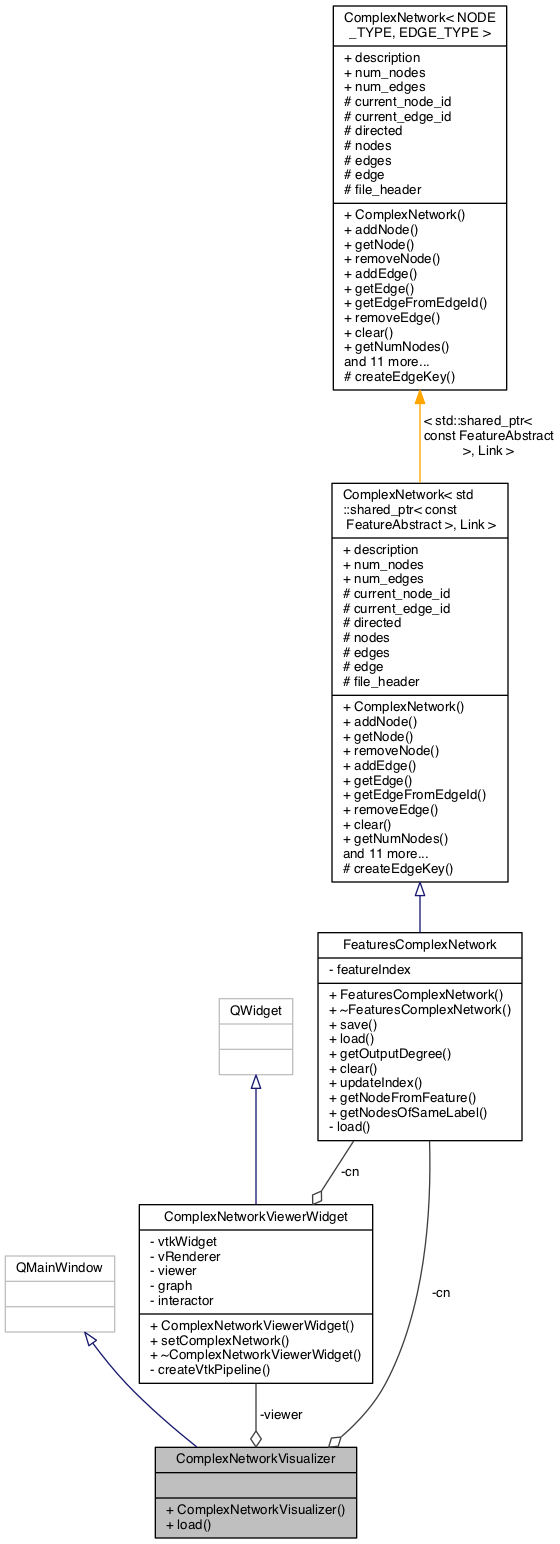 ComplexNetwork< NODE
_TYPE, EDGE_TYPE >
+ description
+ num_nodes
+ num_edges
# current_node_id
# current_edge_id
# directed
# nodes
# edges
# edge
# file_header
+ ComplexNetwork()
+ addNode()
+ getNode()
+ removeNode()
+ addEdge()
+ getEdge()
+ getEdgeFromEdgeId()
+ removeEdge()
+ clear()
+ getNumNodes()
and 11 more...
# createEdgeKey()
< std::shared_ptr<
const FeatureAbstract
>, Link >
ComplexNetwork< std
::shared_ptr< const
FeatureAbstract >, Link >
+ description
+ num_nodes
+ num_edges
# current_node_id
# current_edge_id
# directed
# nodes
# edges
# edge
# file_header
+ ComplexNetwork()
+ addNode()
+ getNode()
+ removeNode()
+ addEdge()
+ getEdge()
+ getEdgeFromEdgeId()
+ removeEdge()
+ clear()
+ getNumNodes()
and 11 more...
# createEdgeKey()
FeaturesComplexNetwork
- featureIndex
+ FeaturesComplexNetwork()
+ ~FeaturesComplexNetwork()
+ save()
+ load()
+ getOutputDegree()
+ clear()
+ updateIndex()
+ getNodeFromFeature()
+ getNodesOfSameLabel()
- load()
QWidget
-cn
ComplexNetworkViewerWidget
- vtkWidget
- vRenderer
- viewer
- graph
- interactor
+ ComplexNetworkViewerWidget()
+ setComplexNetwork()
+ ~ComplexNetworkViewerWidget()
- createVtkPipeline()
QMainWindow
-cn
-viewer
ComplexNetworkVisualizer
+ ComplexNetworkVisualizer()
+ load()